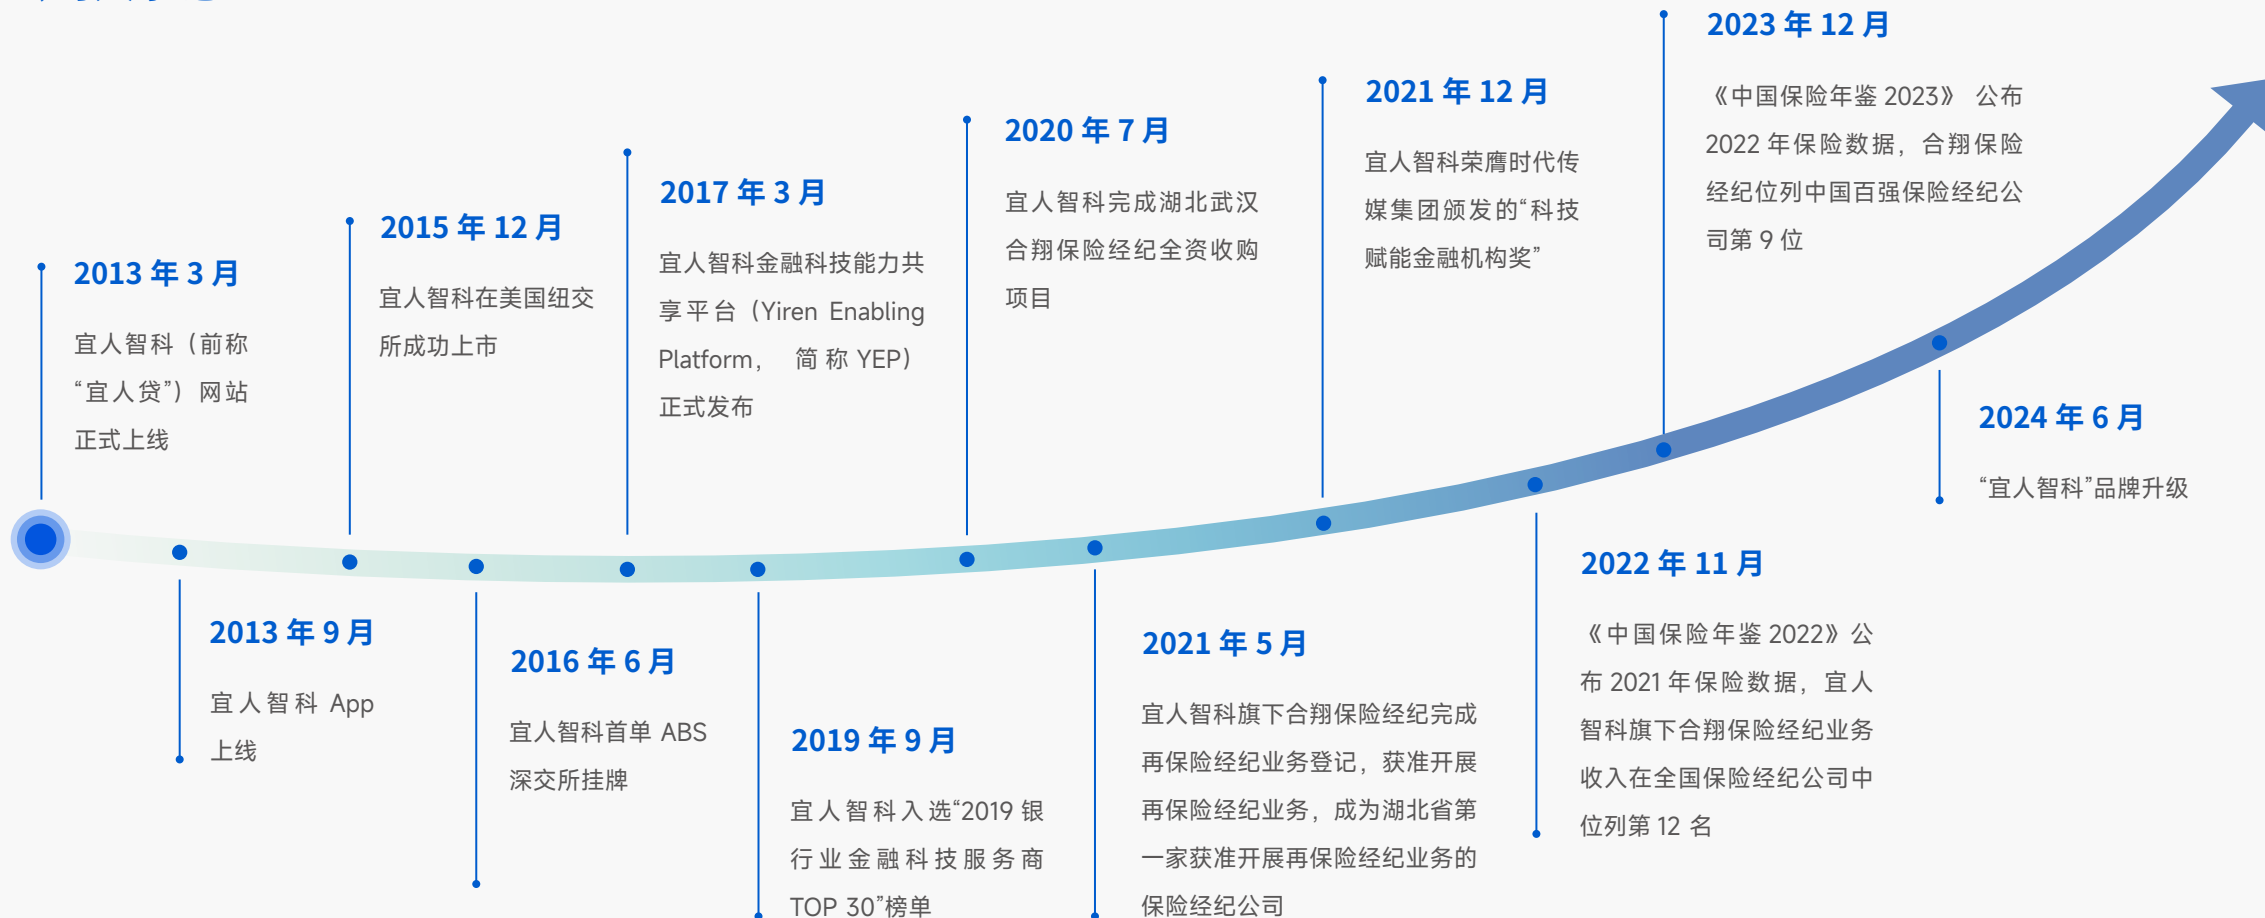 2013 年 3 月
宜人智科（前称
“宜人贷”）网站
正式上线
2013 年 9 月
宜人智科 App
上线
2015 年 12 月
宜人智科在美国纽交
所成功上市
2016 年 6 月
宜人智科首单 ABS
深交所挂牌
2017 年 3 月
宜人智科金融科技能力共
享平台（Yiren Enabling
Platform， 简称 YEP）
正式发布
2019 年 9 月
宜人智科入选“2019 银
行业金融科技服务商
TOP 30”榜单
2020 年 7 月
宜人智科完成湖北武汉
合翔保险经纪全资收购
项目
2021 年 5 月
宜人智科旗下合翔保险经纪完成
再保险经纪业务登记，获准开展
再保险经纪业务，成为湖北省第
一家获准开展再保险经纪业务的
保险经纪公司
2021 年 12 月
宜人智科荣膺时代传
媒集团颁发的“科技
赋能金融机构奖”
2022 年 11 月
《中国保险年鉴 2022》公
布 2021 年保险数据，宜人
智科旗下合翔保险经纪业务
收入在全国保险经纪公司中
位列第 12 名
2023 年 12 月
《中国保险年鉴 2023》 公布
2022 年保险数据，合翔保险
经纪位列中国百强保险经纪公
司第 9 位
2024 年 6 月
“宜人智科”品牌升级